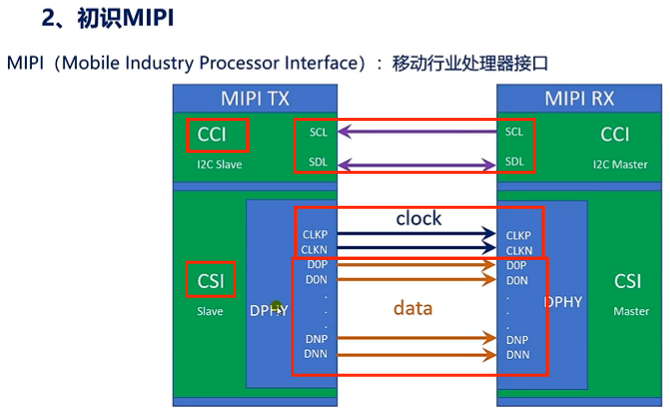 2、初识MIPI
MIPI（Mobile Industry Processor Interface）：移动行业处理器接口
MIPI TX
MIPI RX
CCI
SCL
SCL
CCI
I2C Slave
SDL
SDL
I2C Master
clock
CLKP
CLKP
CLKN
CLKN
D0P
D0P
CSI
D0N
D0N
CSI
Slave
DPHY
.
.
.
data
.
.
.
DPHY
Master
DNP
DNP
DNN
DNN